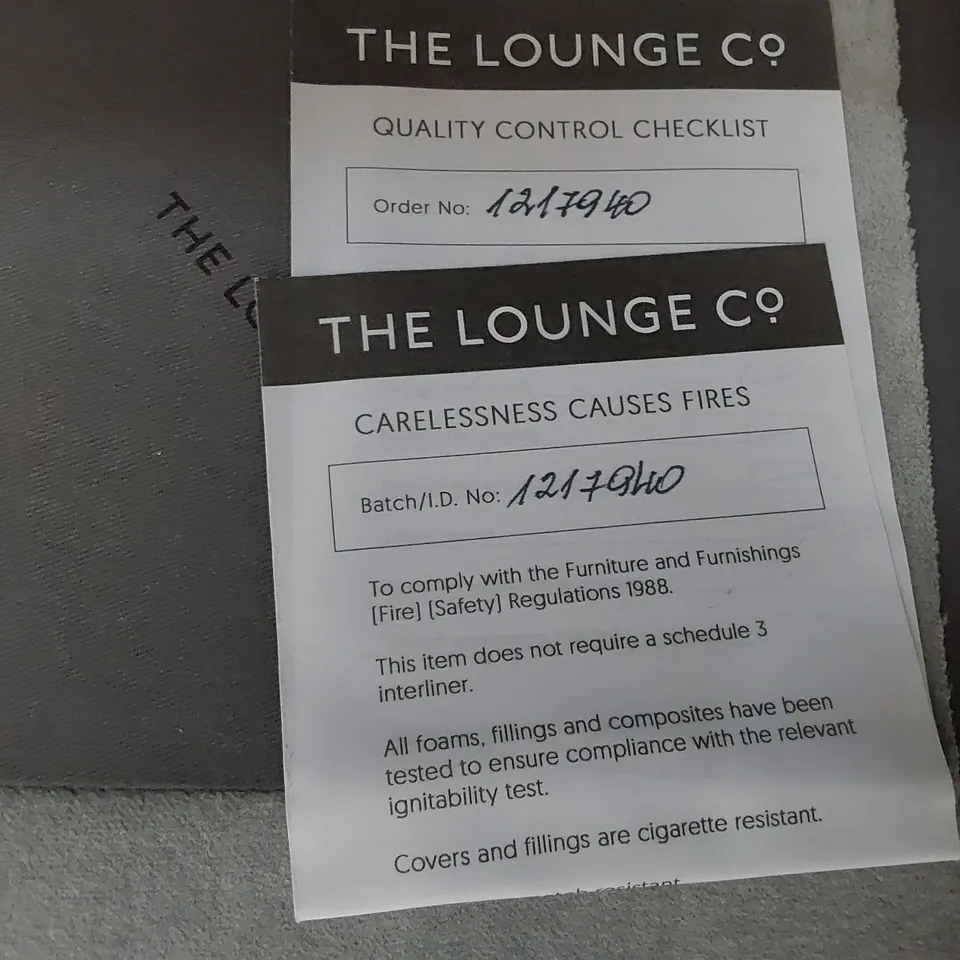 THE LOUNGE Cº
QUALITY CONTROL CHECKLIST
Order No: 1217940
THE LO
THE LOUNGE Cº
CARELESSNESS CAUSES FIRES
Batch/I.D. No: 1217940
To comply with the Furniture and Furnishings
[Fire] [Safety] Regulations 1988.
This item does not require a schedule 3
interliner.
All foams, fillings and composites have been
tested to ensure compliance with the relevant
ignitability test.
Covers and fillings are cigarette resistant.
resistant